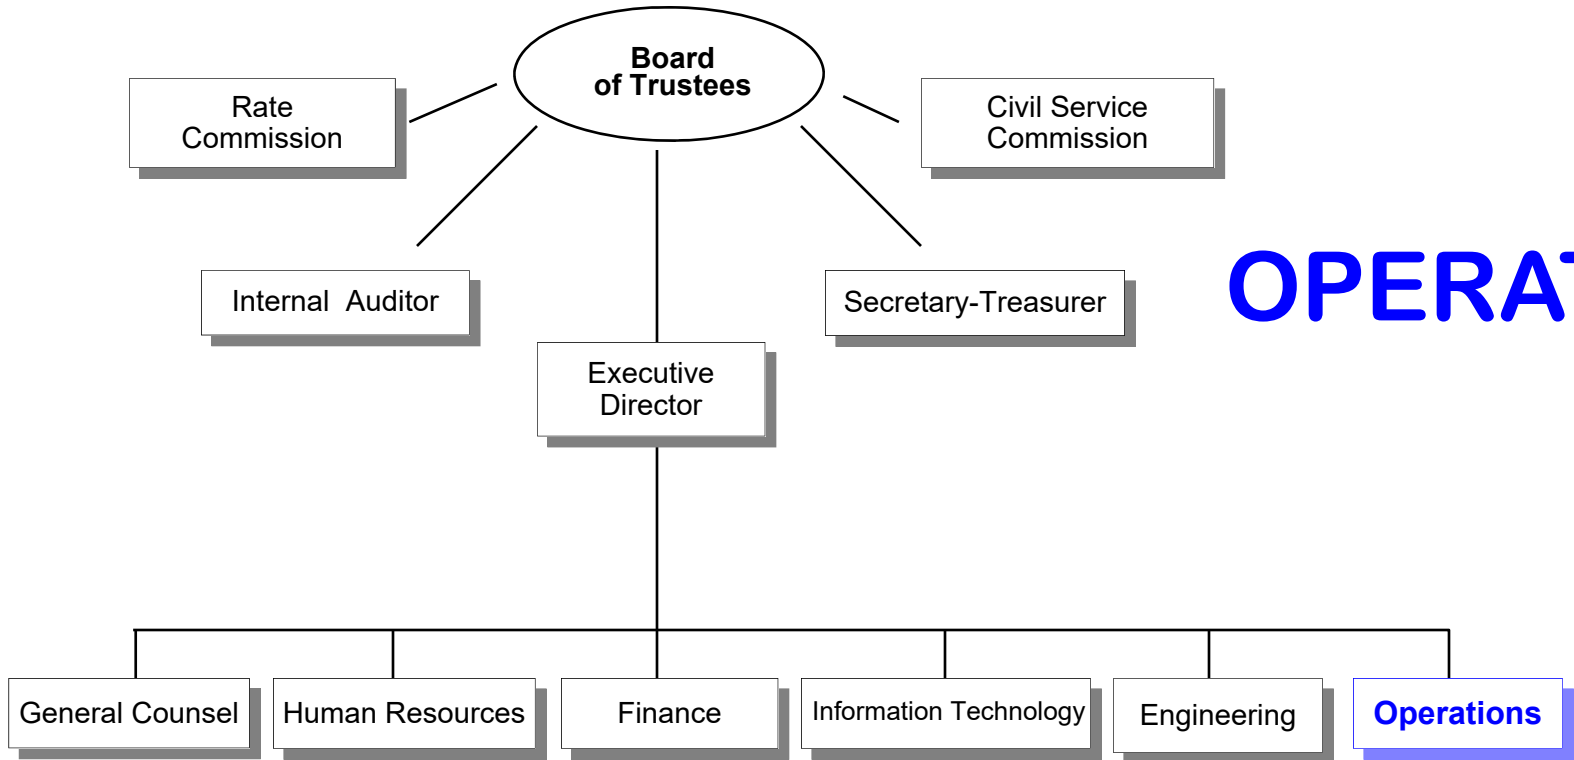 Board
of Trustees
Rate
Commission
Civil Service
Commission
Internal  Auditor
Secretary-Treasurer
OPERAT
Executive
Director
General Counsel
Human Resources
Finance
Information Technology
Engineering
Operations